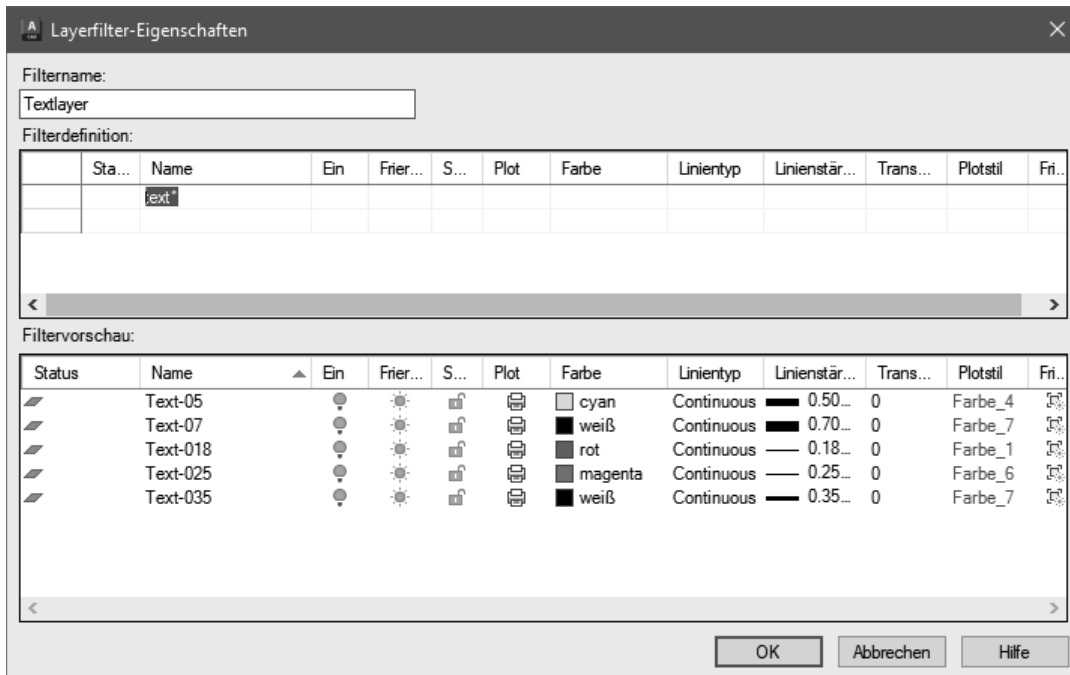 Layerfilter-Eigenschaften
Filtername:
Textlayer
Filterdefinition:
Sta... Name Ein Frier... S... Plot Farbe Linientyp Linienstär... Trans... Plotstil Fri...
text*
Filtervorschau:
Status Name Ein Frier... S... Plot Farbe Linientyp Linienstär... Trans... Plotstil Fri...
Text-05 cyan Continuous 0.50... 0 Farbe_4
Text-07 weiß Continuous 0.70... 0 Farbe_7
Text-018 rot Continuous 0.18... 0 Farbe_1
Text-025 magenta Continuous 0.25... 0 Farbe_6
Text-035 weiß Continuous 0.35... 0 Farbe_7
OK Abbrechen Hilfe